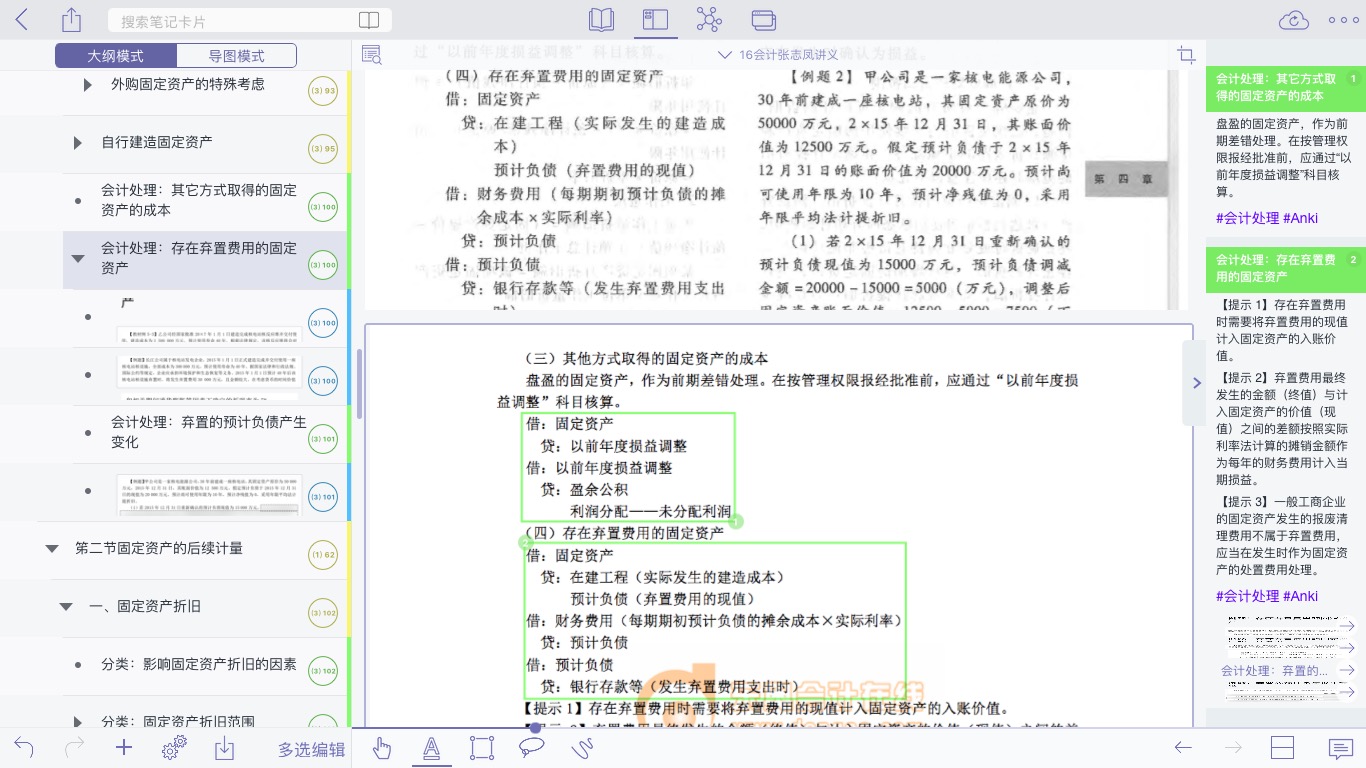 搜索笔记卡片
大纲模式
导图模式
外购固定资产的特殊考虑
(3) 93
自行建造固定资产
(3) 95
会计处理：其它方式取得的固定
资产的成本
(3) 100
会计处理：存在弃置费用的固定
资产
(3) 100
产
(3) 100
(3) 100
会计处理：弃置的预计负债产生
变化
(3) 101
(3) 101
第二节固定资产的后续计量
(1) 62
一、固定资产折旧
(3) 102
分类：影响固定资产折旧的因素
(3) 102
分类：固定资产折旧范围
多选编辑
过“以前年度损益调整”科目核算。
16会计张志凤讲义
确认为损益。
（四）存在弃置费用的固定资产
借：固定资产
贷：在建工程（实际发生的建造成
本）
预计负债（弃置费用的现值）
借：财务费用（每期期初预计负债的摊
余成本×实际利率）
贷：预计负债
借：预计负债
贷：银行存款等（发生弃置费用支出
【例题2】甲公司是一家核电能源公司，
30年前建成一座核电站，其固定资产原价为
50000万元，2×15年12月31日，其账面价
值为12500万元。假定预计负债于2×15年
12月31日的账面价值为20000万元。预计尚
可使用年限为10年，预计净残值为0，采用
年限平均法计提折旧。
（1）若2×15年12月31日重新确认的
预计负债现值为15000万元，预计负债调减
金额=20000-15000=5000（万元），调整后
第四章
（三）其他方式取得的固定资产的成本
盘盈的固定资产，作为前期差错处理。在按管理权限报经批准前，应通过“以前年度损
益调整”科目核算。
借：固定资产
贷：以前年度损益调整
借：以前年度损益调整
贷：盈余公积
利润分配——未分配利润
1
（四）存在弃置费用的固定资产
2
借：固定资产
贷：在建工程（实际发生的建造成本）
预计负债（弃置费用的现值）
借：财务费用（每期期初预计负债的摊余成本×实际利率）
贷：预计负债
借：预计负债
贷：银行存款等（发生弃置费用支出时）
【提示1】存在弃置费用时需要将弃置费用的现值计入固定资产的入账价值。
会计处理：其它方式取
得的固定资产的成本
1
盘盈的固定资产，作为前
期差错处理。在按管理权
限报经批准前，应通过“以
前年度损益调整”科目核
算。
#会计处理 #Anki
会计处理：存在弃置费
用的固定资产
2
【提示 1】存在弃置费用
时需要将弃置费用的现值
计入固定资产的入账价
值。
【提示 2】弃置费用最终
发生的金额（终值）与计
入固定资产的价值（现
值）之间的差额按照实际
利率法计算的摊销金额作
为每年的财务费用计入当
期损益。
【提示 3】一般工商企业
的固定资产发生的报废清
理费用不属于弃置费用，
应当在发生时作为固定资
产的处置费用处理。
#会计处理 #Anki
会计处理：弃置的...